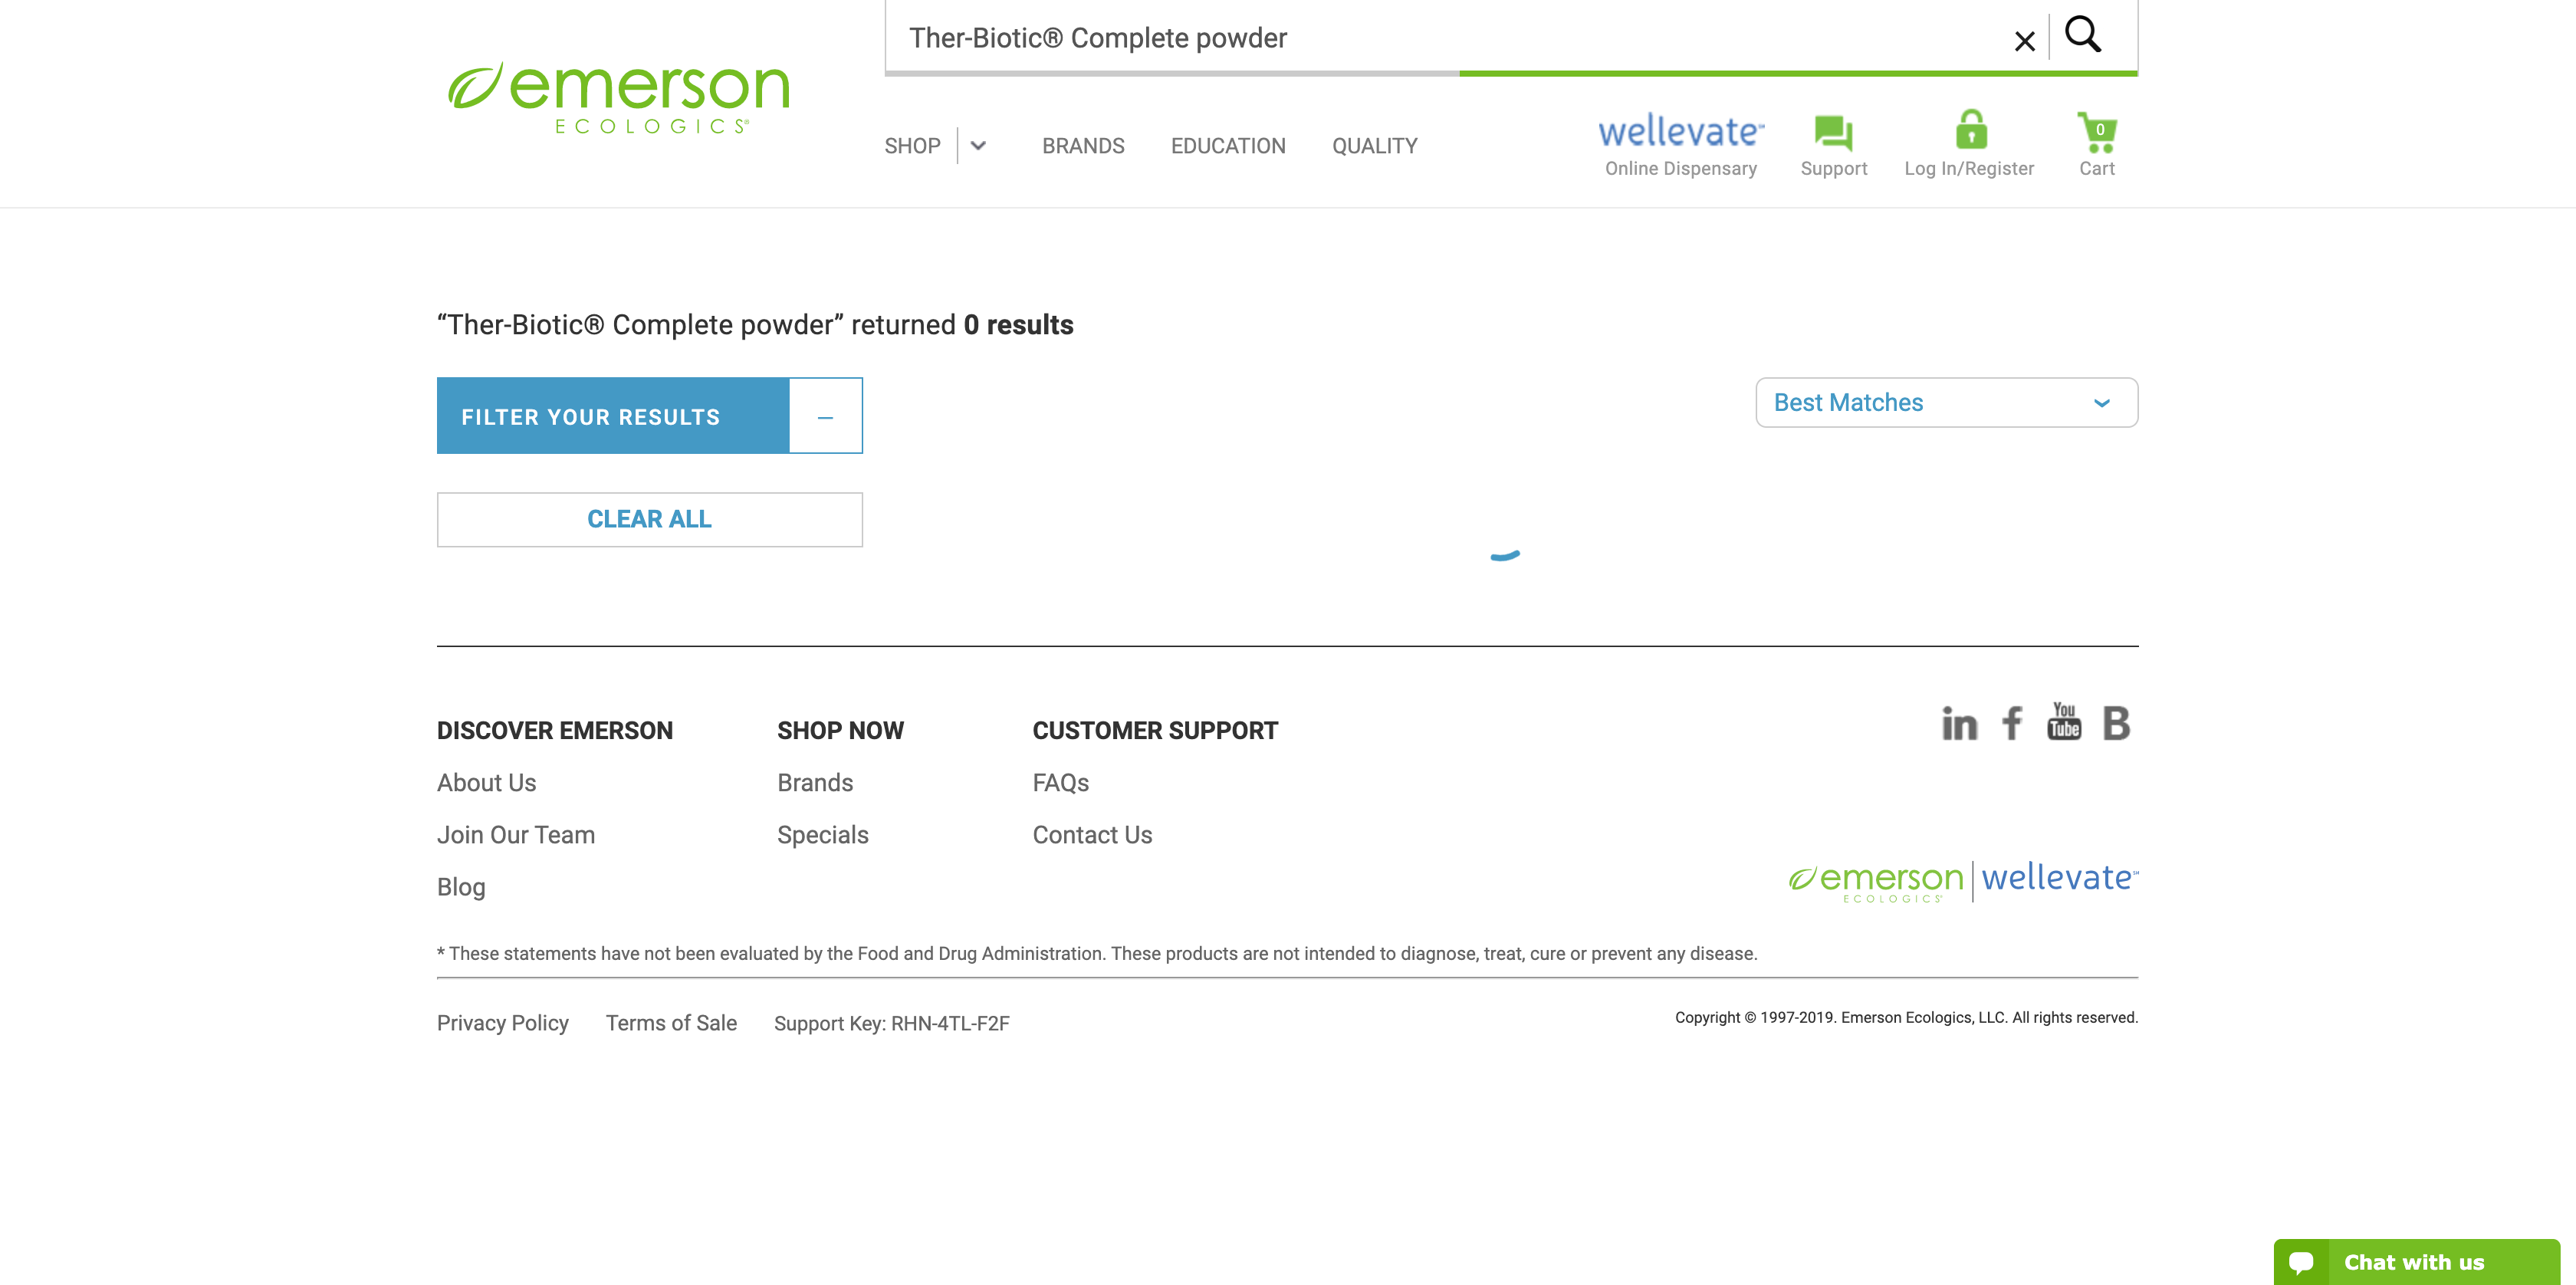 Ther-Biotic® Complete powder
emerson
ECOLOGICS®
SHOP
BRANDS
EDUCATION
QUALITY
wellevate℠
Online Dispensary
Support
Log In/Register
0
Cart
“Ther-Biotic® Complete powder” returned 0 results
FILTER YOUR RESULTS
Best Matches
CLEAR ALL
DISCOVER EMERSON
About Us
Join Our Team
Blog
SHOP NOW
Brands
Specials
CUSTOMER SUPPORT
FAQs
Contact Us
in f You Tube B
emerson ECOLOGICS® | wellevate℠
* These statements have not been evaluated by the Food and Drug Administration. These products are not intended to diagnose, treat, cure or prevent any disease.
Privacy Policy Terms of Sale Support Key: RHN-4TL-F2F
Copyright © 1997-2019. Emerson Ecologics, LLC. All rights reserved.
Chat with us